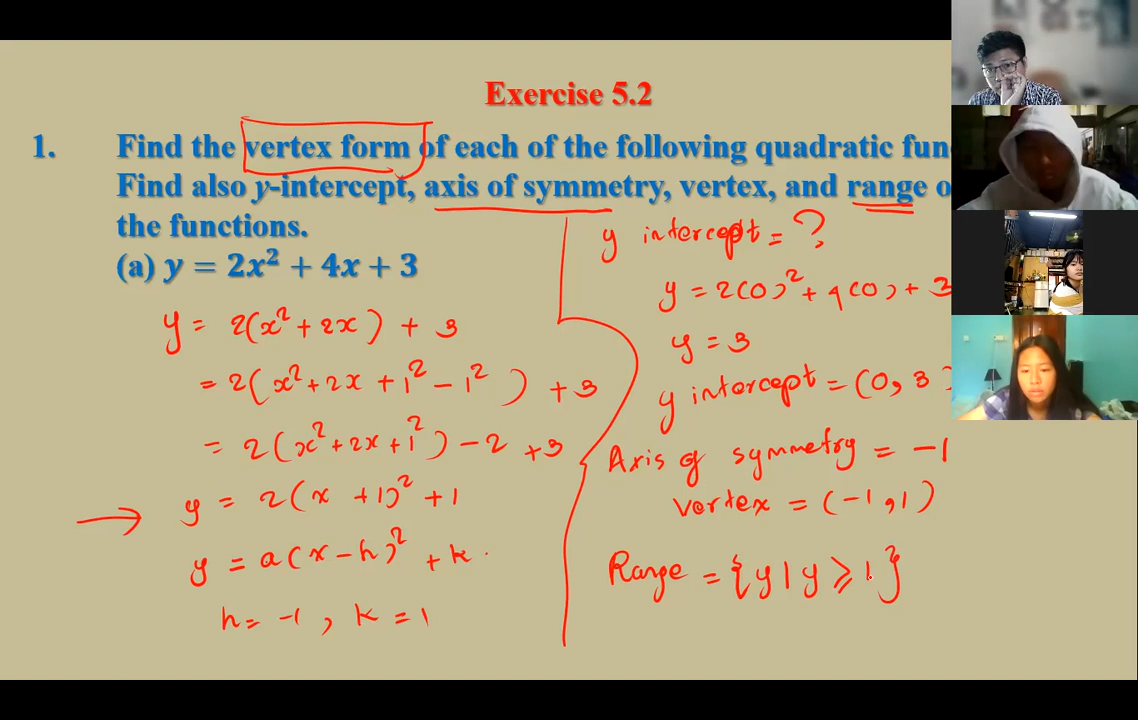 Exercise 5.2
1. Find the vertex form of each of the following quadratic fun
Find also y-intercept, axis of symmetry, vertex, and range o
the functions.
(a) y = 2x² + 4x + 3
y = 2(x² + 2x) + 3
= 2(x² + 2x + 1² - 1²) + 3
= 2(x² + 2x + 1²) - 2 + 3
y = 2(x + 1)² + 1
y = a(x - h)² + k.
h = -1, k = 1
y intercept = ?
y = 2(0)² + 4(0) + 3
y = 3
y intercept = (0, 3)
Axis of symmetry = -1
vertex = (-1, 1)
Range = {y | y ⩾ 1}